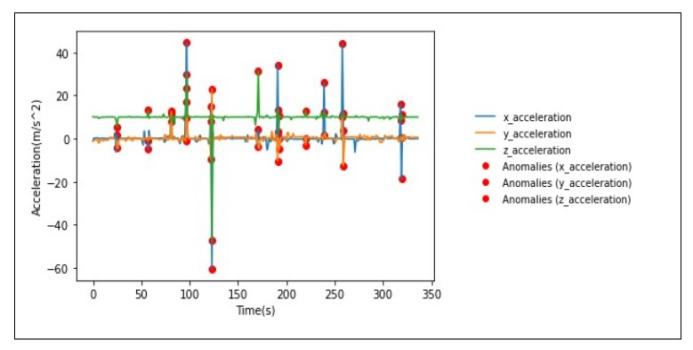 40
20
0
−20
−40
−60
Acceleration(m/s^2)
0 50 100 150 200 250 300 350
Time(s)
x_acceleration
y_acceleration
z_acceleration
Anomalies (x_acceleration)
Anomalies (y_acceleration)
Anomalies (z_acceleration)